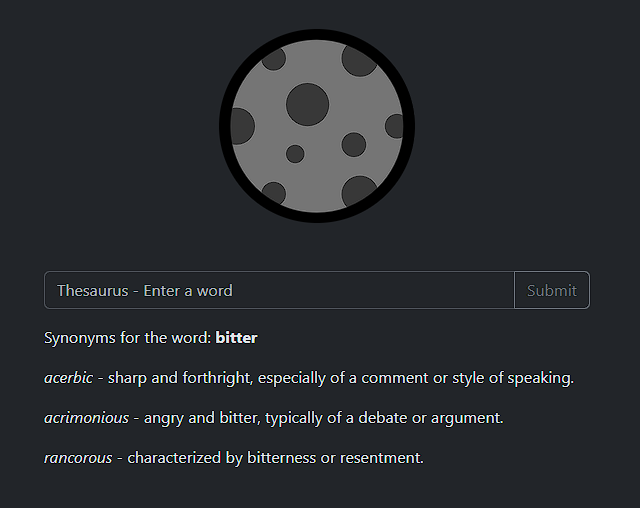 Thesaurus - Enter a word
Submit
Synonyms for the word: bitter
acerbic - sharp and forthright, especially of a comment or style of speaking.
acrimonious - angry and bitter, typically of a debate or argument.
rancorous - characterized by bitterness or resentment.